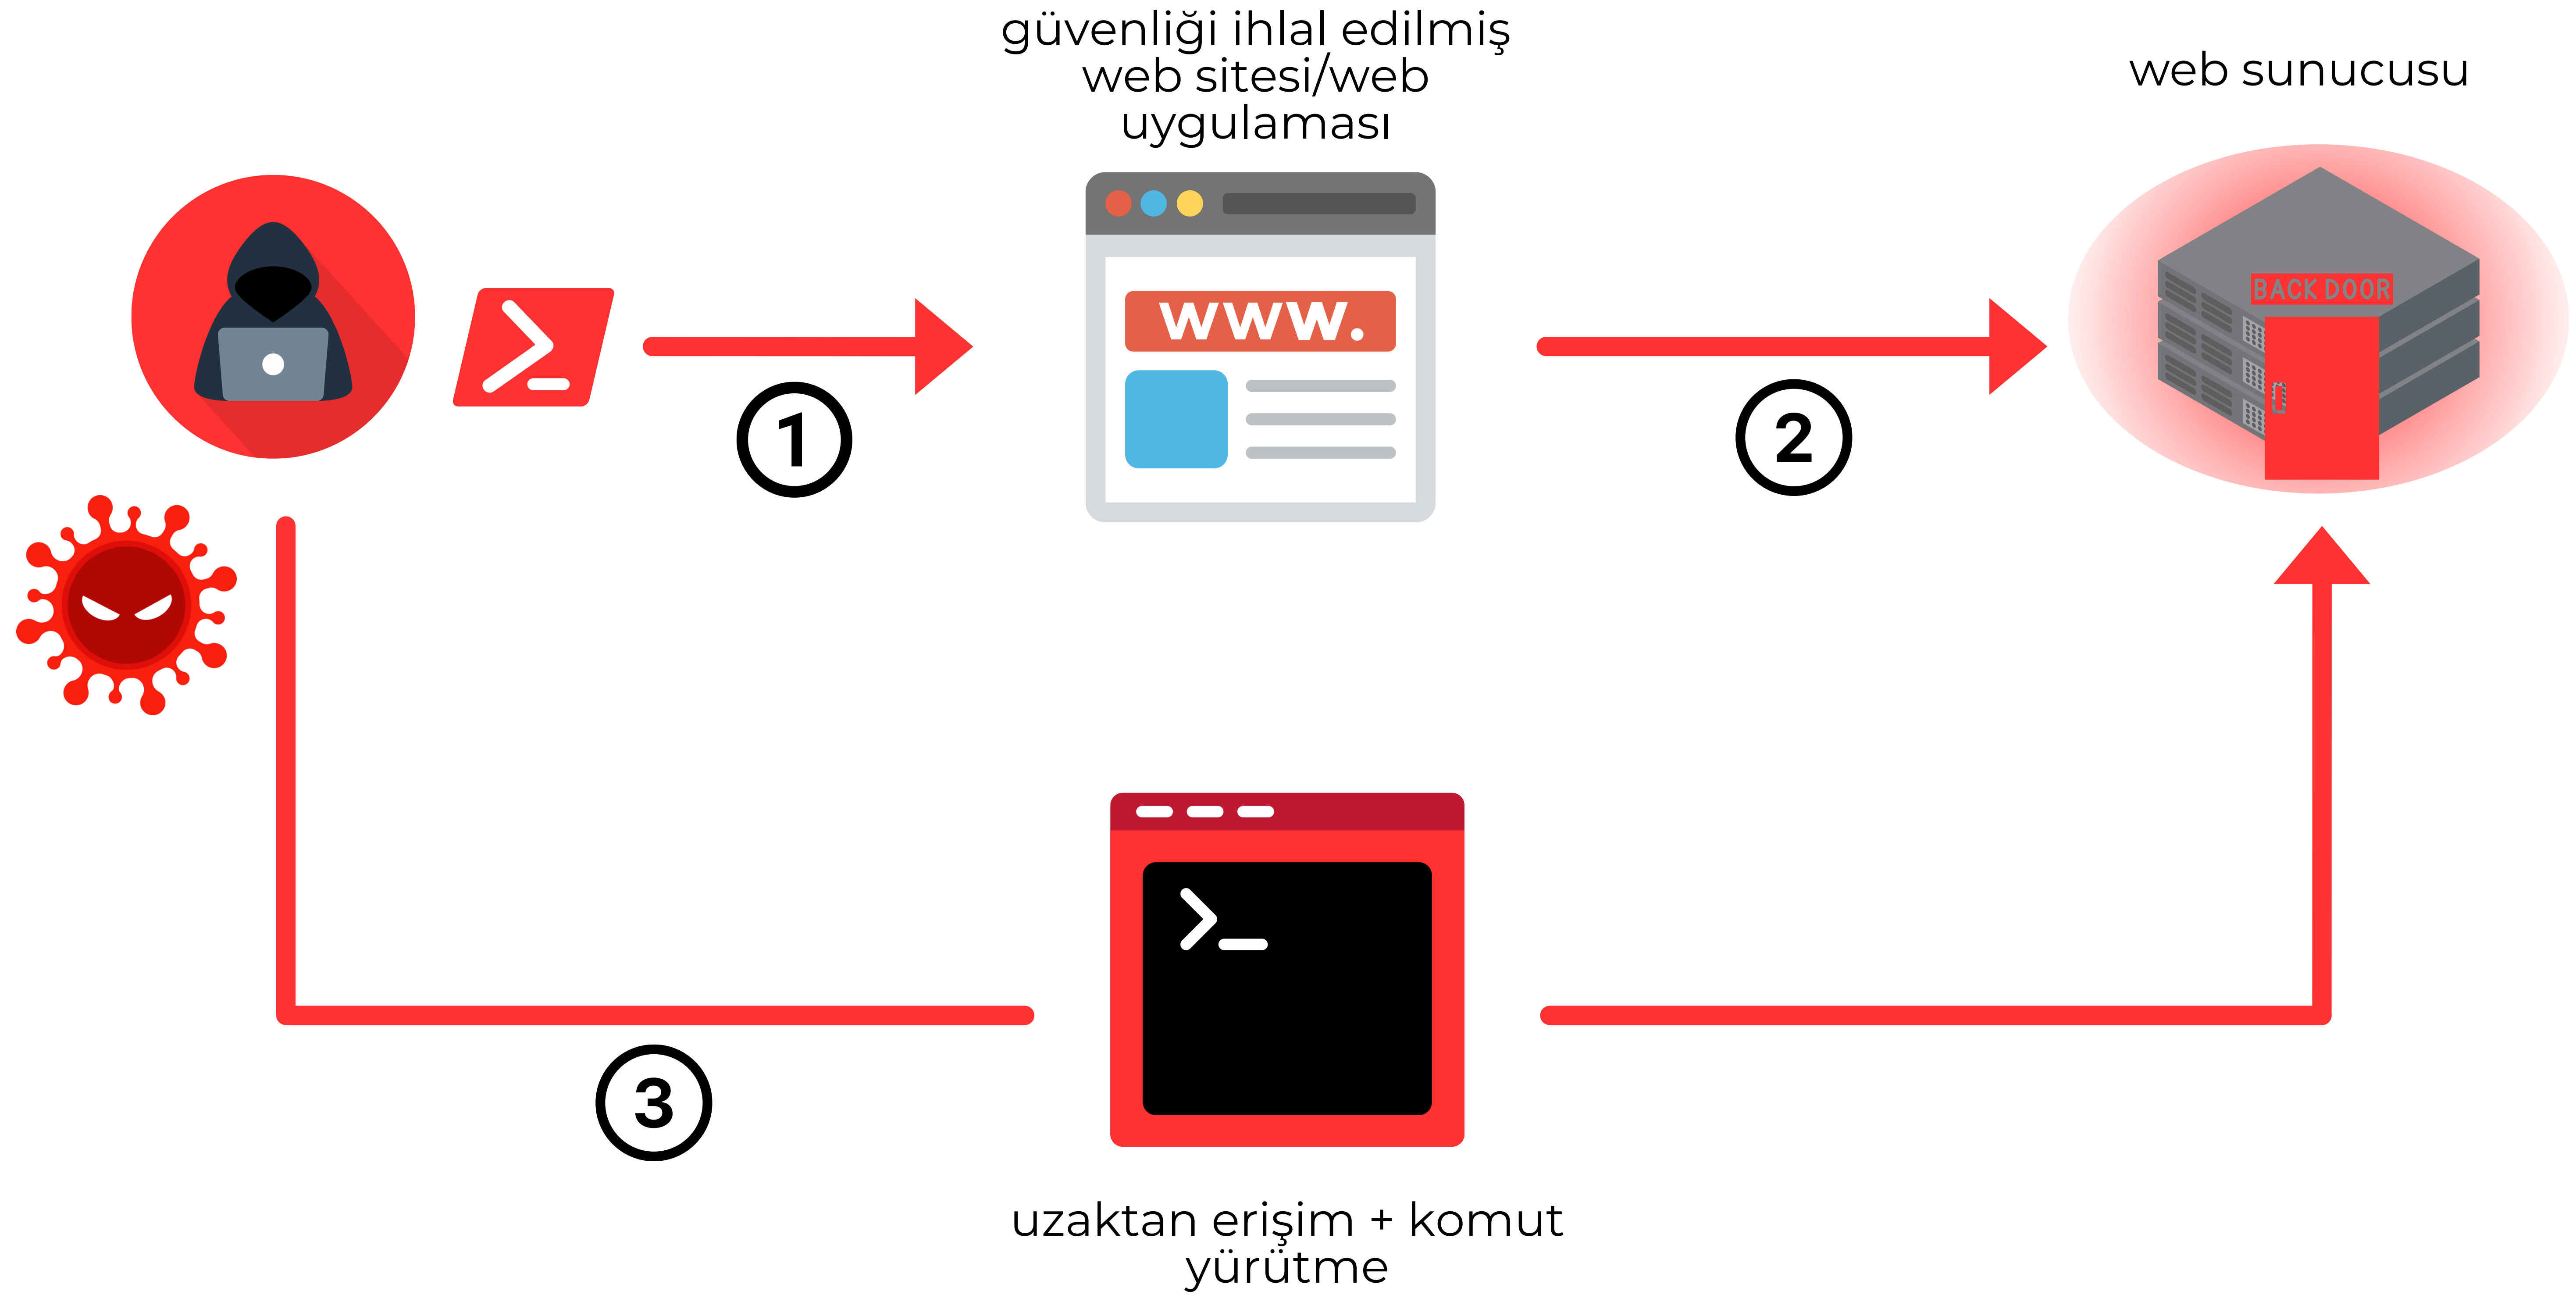 güvenliği ihlal edilmiş
web sitesi/web
uygulaması
web sunucusu
www.
BACK DOOR
1
2
3
uzaktan erişim + komut
yürütme